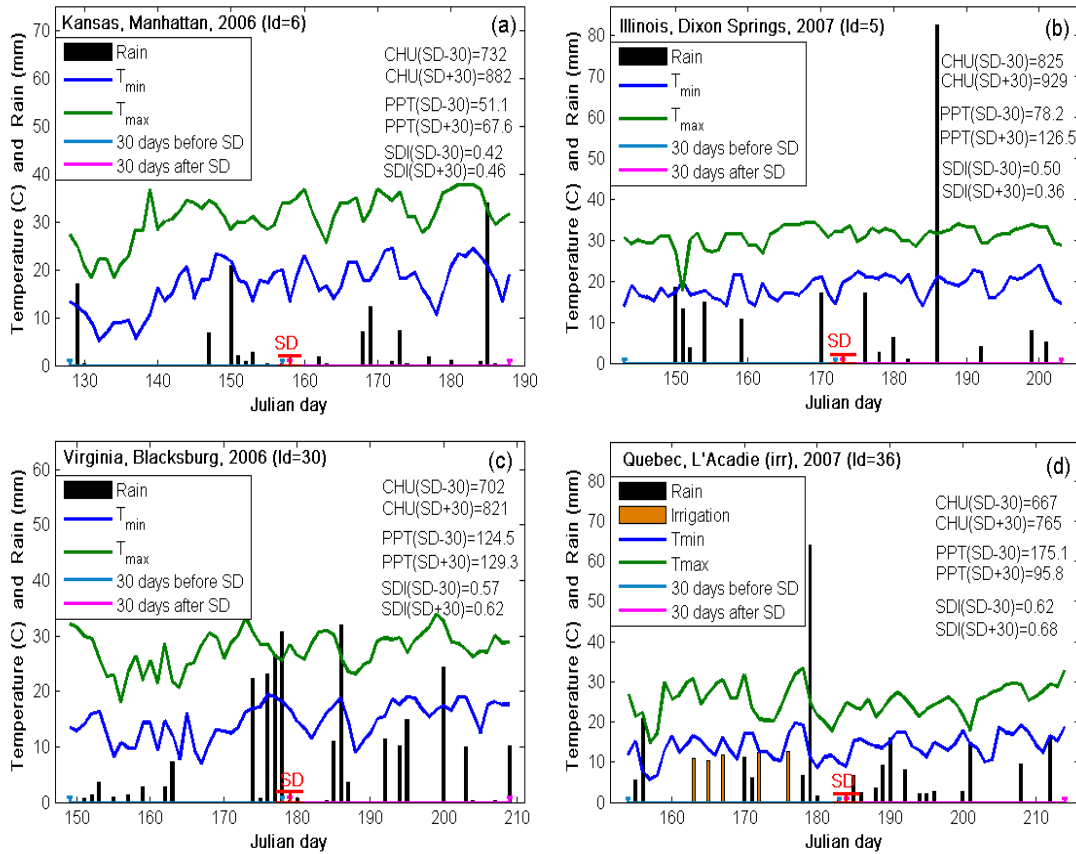 Kansas, Manhattan, 2006 (Id=6)
(a)
Rain
Tmin
Tmax
30 days before SD
30 days after SD
CHU(SD-30)=732
CHU(SD+30)=882
PPT(SD-30)=51.1
PPT(SD+30)=67.6
SDI(SD-30)=0.42
SDI(SD+30)=0.46
SD
Temperature (C) and Rain (mm)
70
60
50
40
30
20
10
0
130 140 150 160 170 180 190
Julian day
Illinois, Dixon Springs, 2007 (Id=5)
(b)
Rain
Tmin
Tmax
30 days before SD
30 days after SD
CHU(SD-30)=825
CHU(SD+30)=929
PPT(SD-30)=78.2
PPT(SD+30)=126.5
SDI(SD-30)=0.50
SDI(SD+30)=0.36
SD
Temperature (C) and Rain (mm)
80
70
60
50
40
30
20
10
0
150 160 170 180 190 200
Julian day
Virginia, Blacksburg, 2006 (Id=30)
(c)
Rain
Tmin
Tmax
30 days before SD
30 days after SD
CHU(SD-30)=702
CHU(SD+30)=821
PPT(SD-30)=124.5
PPT(SD+30)=129.3
SDI(SD-30)=0.57
SDI(SD+30)=0.62
SD
Temperature (C) and Rain (mm)
60
50
40
30
20
10
0
150 160 170 180 190 200 210
Julian day
Quebec, L'Acadie (irr), 2007 (Id=36)
(d)
Rain
Irrigation
Tmin
Tmax
30 days before SD
30 days after SD
CHU(SD-30)=667
CHU(SD+30)=765
PPT(SD-30)=175.1
PPT(SD+30)=95.8
SDI(SD-30)=0.62
SDI(SD+30)=0.68
SD
Temperature (C) and Rain (mm)
80
70
60
50
40
30
20
10
0
160 170 180 190 200 210
Julian day